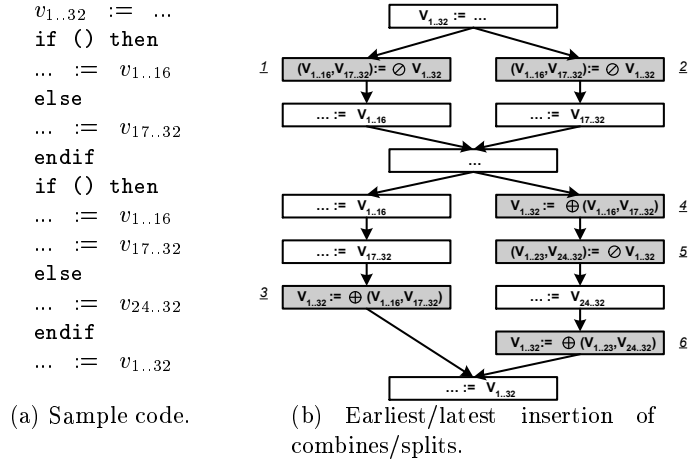 v1..32 := ...
if () then
... := v1..16
else
... := v17..32
endif
if () then
... := v1..16
... := v17..32
else
... := v24..32
endif
... := v1..32
(a) Sample code.
V1..32 := ...
1
(V1..16,V17..32):= ⊘ V1..32
(V1..16,V17..32):= ⊘ V1..32
2
... := V1..16
... := V17..32
...
... := V1..16
V1..32 := ⊕ (V1..16,V17..32)
4
... := V17..32
(V1..23,V24..32):= ⊘ V1..32
5
3
V1..32 := ⊕ (V1..16,V17..32)
... := V24..32
V1..32:= ⊕ (V1..23,V24..32)
6
... := V1..32
(b) Earliest/latest insertion of
combines/splits.